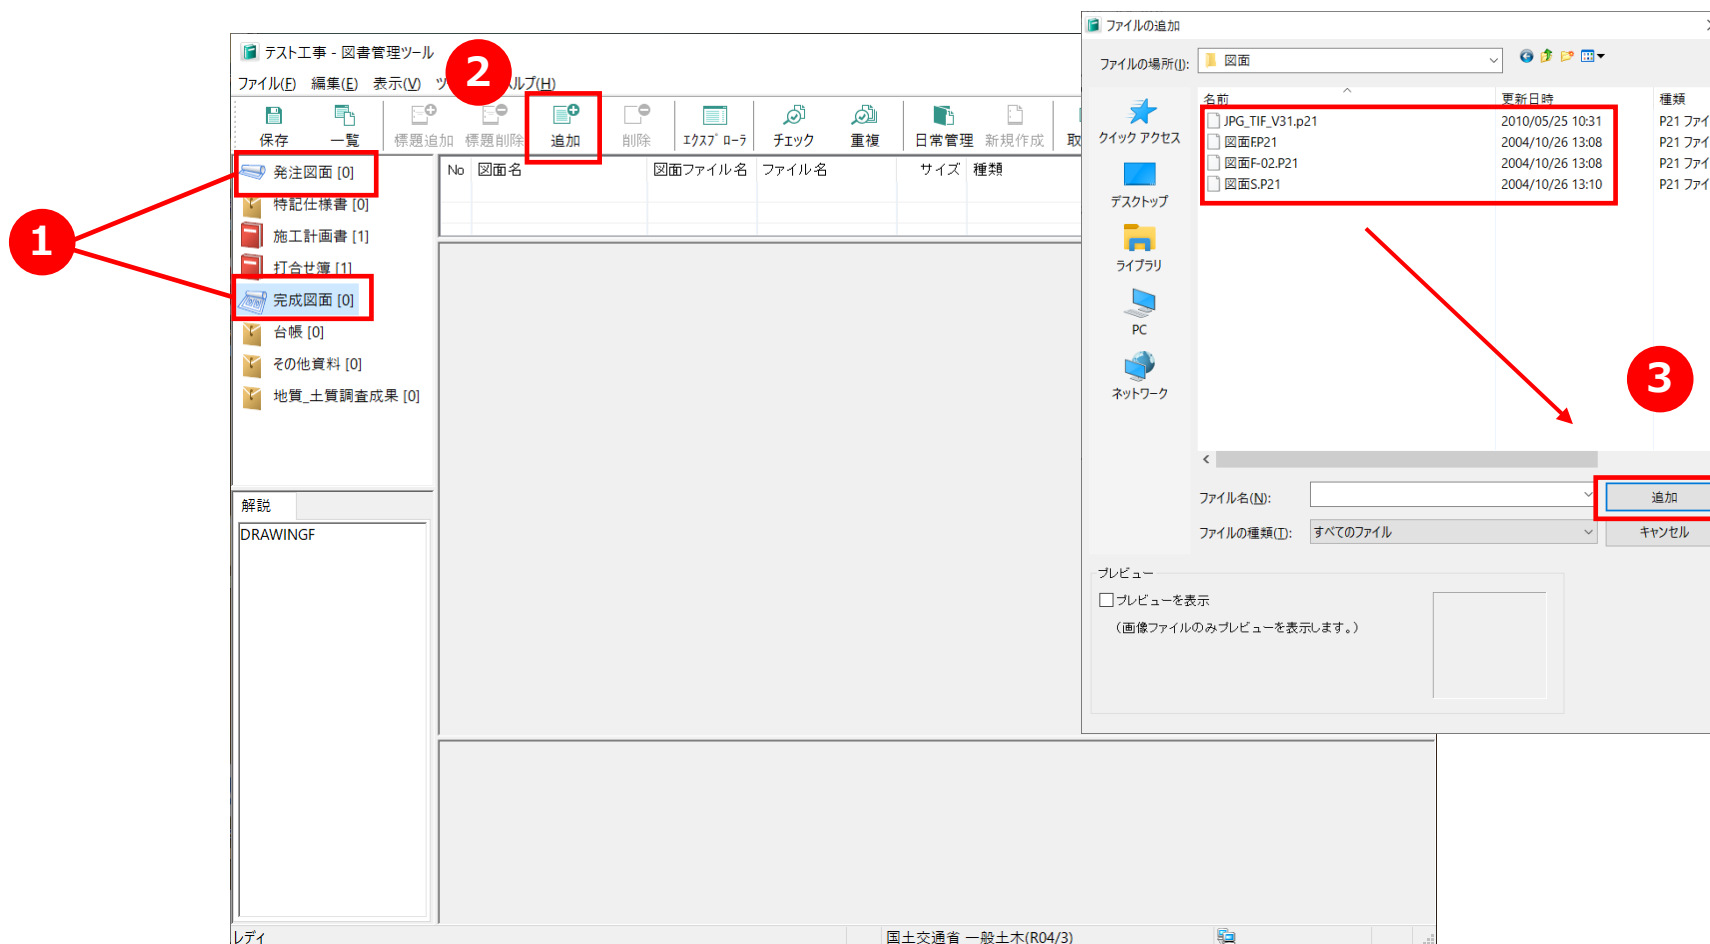 テスト工事 - 図書管理ツール
2
ファイル(F) 編集(E) 表示(V) ツ ルプ(H)
保存 一覧 標題追加 標題削除 追加 削除 ｴｸｽﾌﾟﾛｰﾗ チェック 重複 日常管理 新規作成 取
1
発注図面 [0]
特記仕様書 [0]
施工計画書 [1]
打合せ簿 [1]
完成図面 [0]
台帳 [0]
その他資料 [0]
地質_土質調査成果 [0]
No 図面名 図面ファイル名 ファイル名 サイズ 種類
解説
DRAWINGF
レディ
国土交通省 一般土木(R04/3)
ファイルの追加
ファイルの場所(I): 図面
クイック アクセス
デスクトップ
ライブラリ
PC
ネットワーク
名前 更新日時 種類
JPG_TIF_V31.p21 2010/05/25 10:31 P21 ファイ
図面F.P21 2004/10/26 13:08 P21 ファイ
図面F-02.P21 2004/10/26 13:08 P21 ファイ
図面S.P21 2004/10/26 13:10 P21 ファイ
3
ファイル名(N): 追加
ファイルの種類(T): すべてのファイル キャンセル
プレビュー
プレビューを表示
（画像ファイルのみプレビューを表示します。）